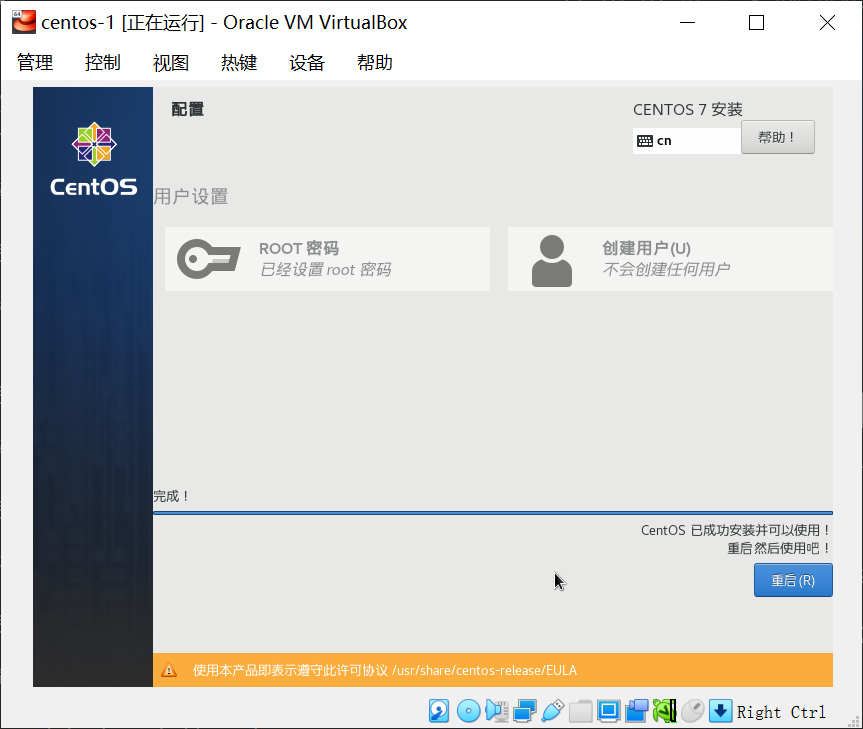 centos-1 [正在运行] - Oracle VM VirtualBox
管理 控制 视图 热键 设备 帮助
CentOS
配置
CENTOS 7 安装
cn
帮助！
用户设置
ROOT 密码
已经设置 root 密码
创建用户(U)
不会创建任何用户
完成！
CentOS 已成功安装并可以使用！
重启然后使用吧！
重启(R)
使用本产品即表示遵守此许可协议 /usr/share/centos-release/EULA
Right Ctrl